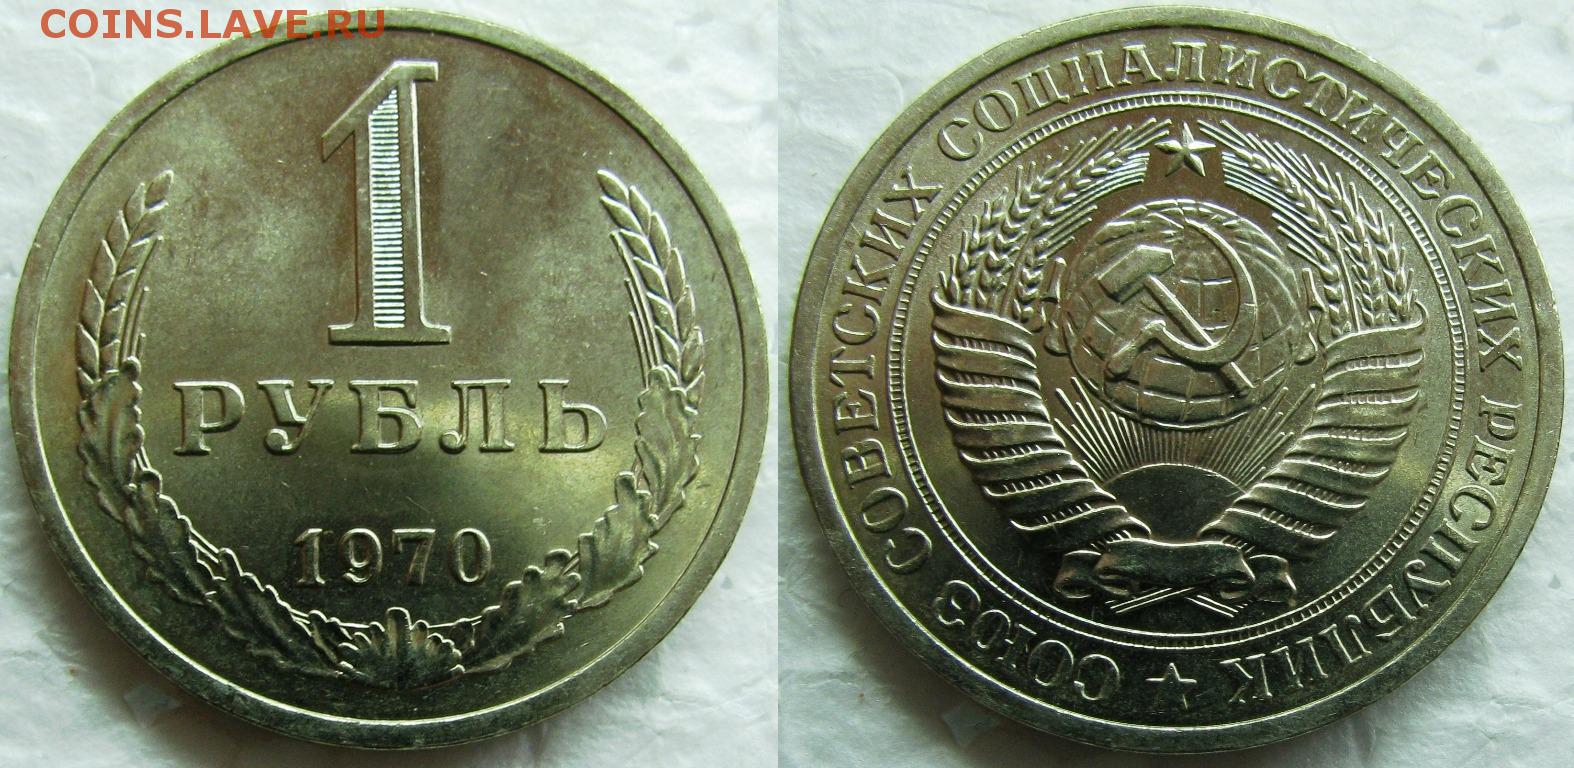 COINS.LAVE.RU
1
РУБЛЬ
1970
СОЮЗ СОВЕТСКИХ СОЦИАЛИСТИЧЕСКИХ РЕСПУБЛИК